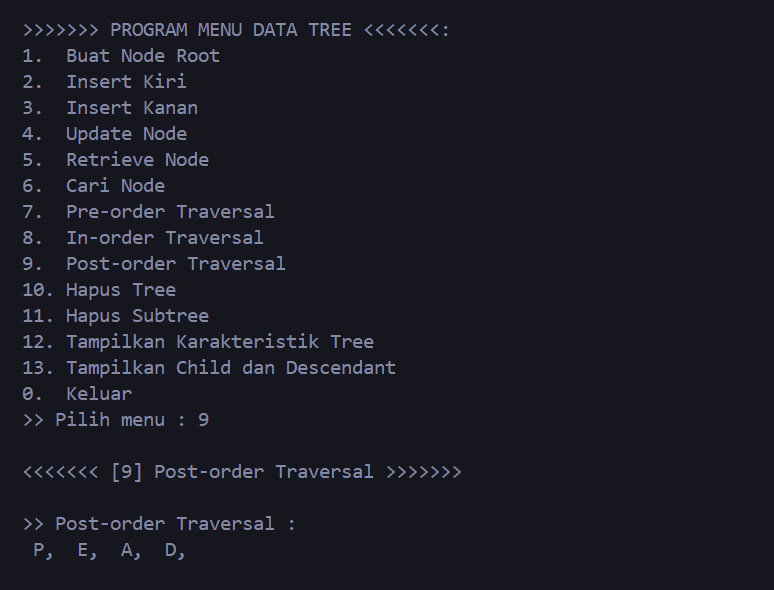 >>>>>>> PROGRAM MENU DATA TREE <<<<<<<:
1.  Buat Node Root
2.  Insert Kiri
3.  Insert Kanan
4.  Update Node
5.  Retrieve Node
6.  Cari Node
7.  Pre-order Traversal
8.  In-order Traversal
9.  Post-order Traversal
10. Hapus Tree
11. Hapus Subtree
12. Tampilkan Karakteristik Tree
13. Tampilkan Child dan Descendant
0.  Keluar
>> Pilih menu : 9
<<<<<<< [9] Post-order Traversal >>>>>>>
>> Post-order Traversal :
 P,  E,  A,  D,